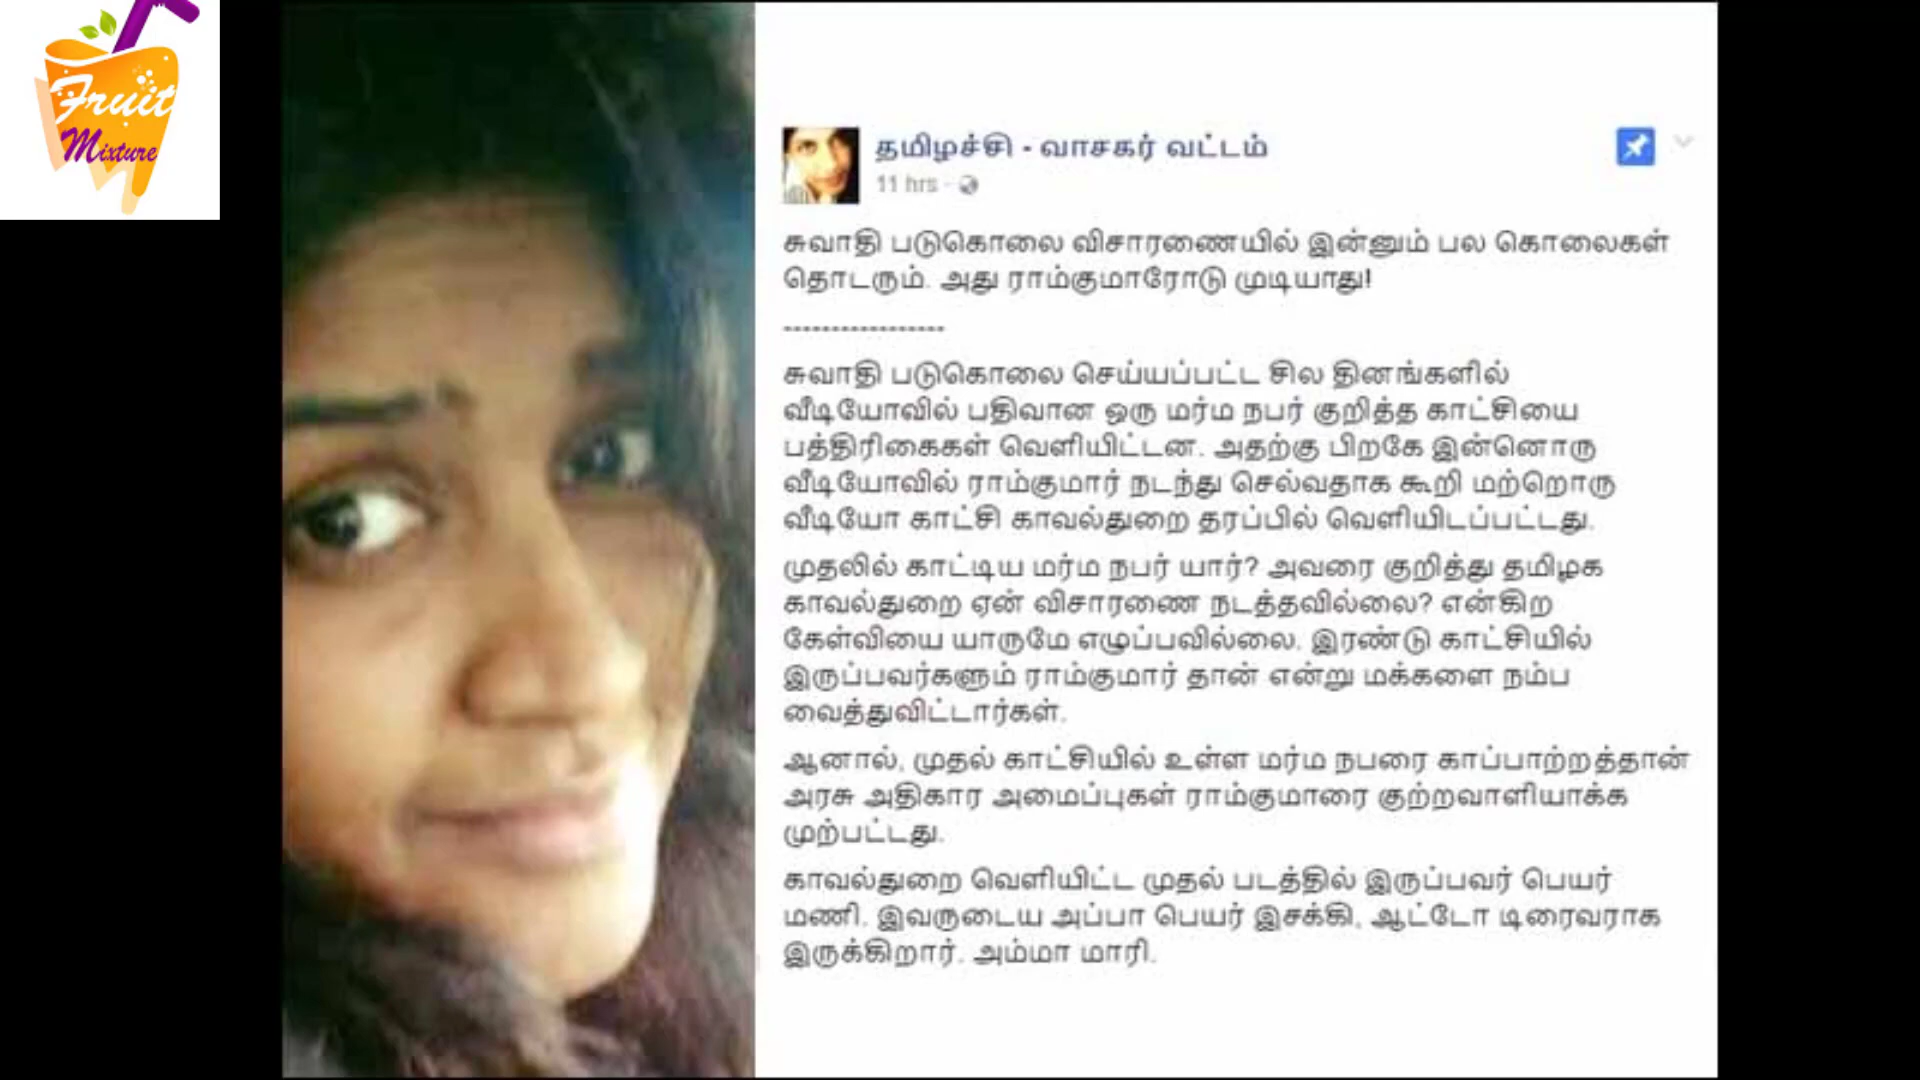 Fruit
Mixture
தமிழச்சி - வாசகர் வட்டம்
11 hrs ·
சுவாதி படுகொலை விசாரணையில் இன்னும் பல கொலைகள்
தொடரும். அது ராம்குமாரோடு முடியாது!
-----------------
சுவாதி படுகொலை செய்யப்பட்ட சில தினங்களில்
வீடியோவில் பதிவான ஒரு மர்ம நபர் குறித்த காட்சியை
பத்திரிகைகள் வெளியிட்டன. அதற்கு பிறகே இன்னொரு
வீடியோவில் ராம்குமார் நடந்து செல்வதாக கூறி மற்றொரு
வீடியோ காட்சி காவல்துறை தரப்பில் வெளியிடப்பட்டது.
முதலில் காட்டிய மர்ம நபர் யார்? அவரை குறித்து தமிழக
காவல்துறை ஏன் விசாரணை நடத்தவில்லை? என்கிற
கேள்வியை யாருமே எழுப்பவில்லை. இரண்டு காட்சியில்
இருப்பவர்களும் ராம்குமார் தான் என்று மக்களை நம்ப
வைத்துவிட்டார்கள்.
ஆனால், முதல் காட்சியில் உள்ள மர்ம நபரை காப்பாற்றத்தான்
அரசு அதிகார அமைப்புகள் ராம்குமாரை குற்றவாளியாக்க
முற்பட்டது.
காவல்துறை வெளியிட்ட முதல் படத்தில் இருப்பவர் பெயர்
மணி. இவருடைய அப்பா பெயர் இசக்கி, ஆட்டோ டிரைவராக
இருக்கிறார். அம்மா மாரி.